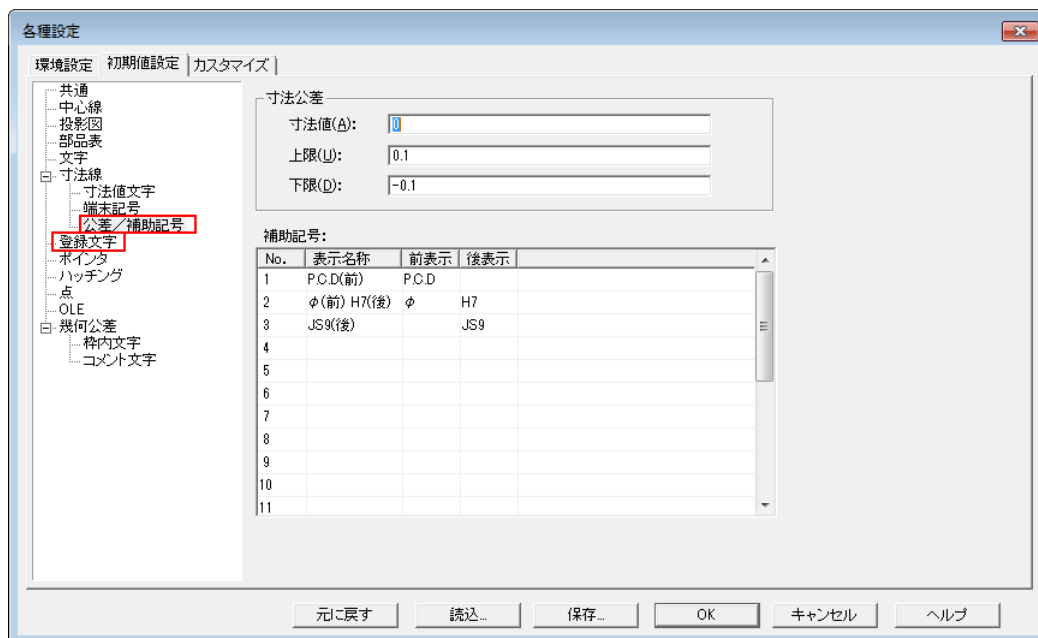 各種設定
環境設定 初期値設定 カスタマイズ
共通
中心線
投影図
部品表
文字
寸法線
寸法値文字
端末記号
公差／補助記号
登録文字
ポインタ
ハッチング
点
OLE
幾何公差
枠内文字
コメント文字
寸法公差
寸法値(A): 0
上限(U): 0.1
下限(D): -0.1
補助記号:
No. 表示名称 前表示 後表示
1 P.C.D(前) P.C.D
2 φ(前) H7(後) φ H7
3 JS9(後) JS9
4
5
6
7
8
9
10
11
元に戻す 読込... 保存... OK キャンセル ヘルプ